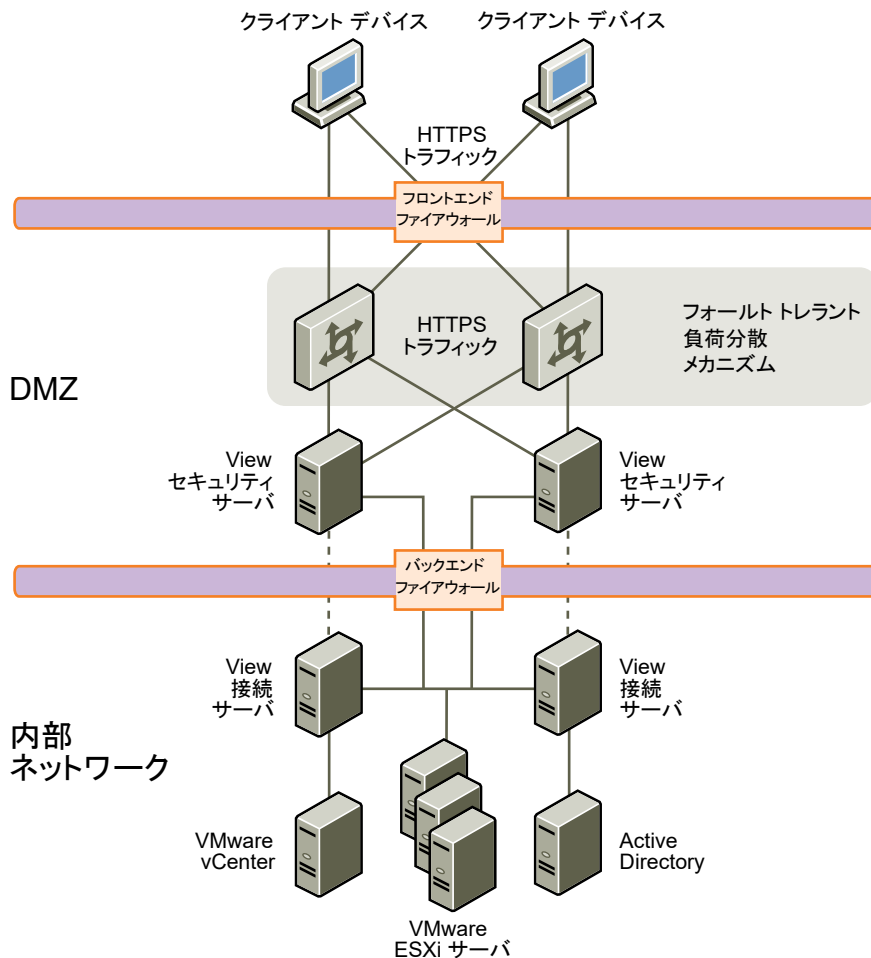 クライアント デバイス
クライアント デバイス
HTTPS
トラフィック
フロントエンド
ファイアウォール
HTTPS
トラフィック
フォールト トレラント
負荷分散
メカニズム
DMZ
View
セキュリティ
サーバ
View
セキュリティ
サーバ
バックエンド
ファイアウォール
View
接続
サーバ
View
接続
サーバ
内部
ネットワーク
VMware
vCenter
Active
Directory
VMware
ESXi サーバ